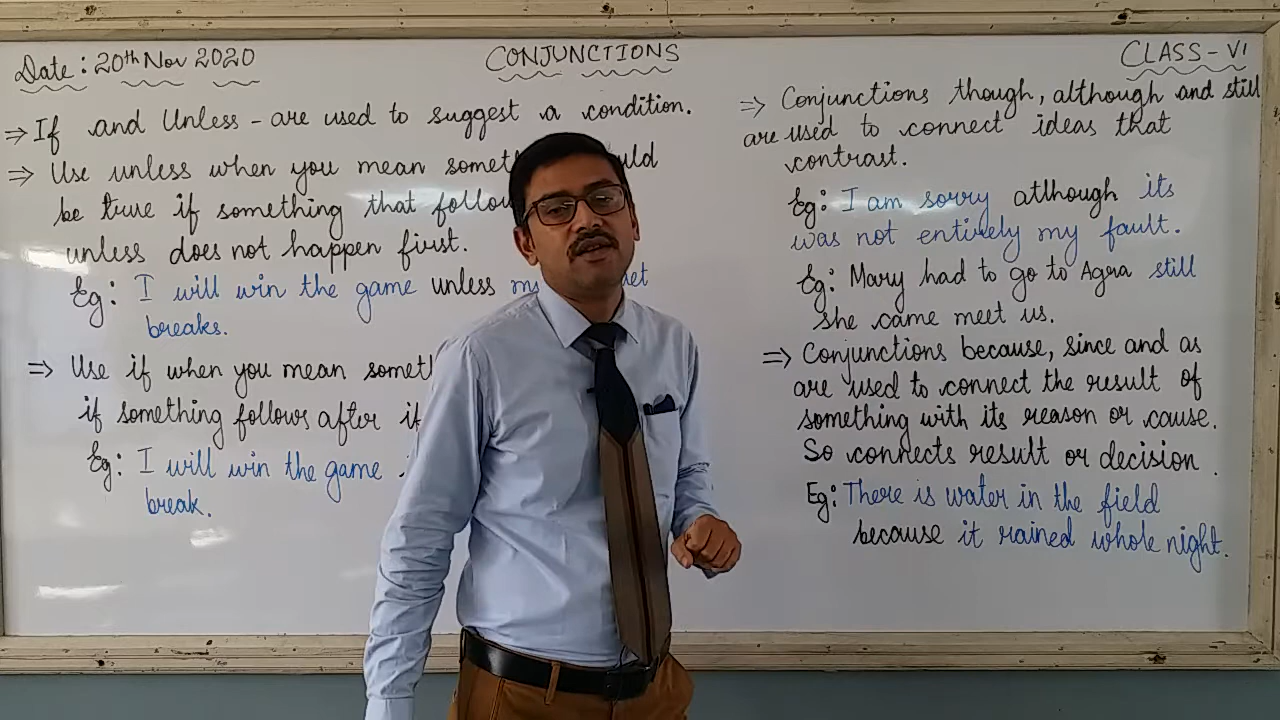 Date: 20th Nov 2020
CONJUNCTIONS
CLASS-VI
⇒ If and Unless - are used to suggest a condition.
⇒ Use unless when you mean
be true if something that
unless does not happen first.
Eg: I will win the game unless
breaks.
⇒ Use if when you mean
if something follows after
Eg: I will win the game
break.
⇒ Conjunctions though, although and still
are used to connect ideas that
contrast.
Eg: I am sorry atlhough its
was not entirely my fault.
Eg: Mary had to go to Agra still
she came meet us.
⇒ Conjunctions because, since and as
are used to connect the result of
something with its reason or cause.
So connects result or decision.
Eg: There is water in the field
because it rained whole night.